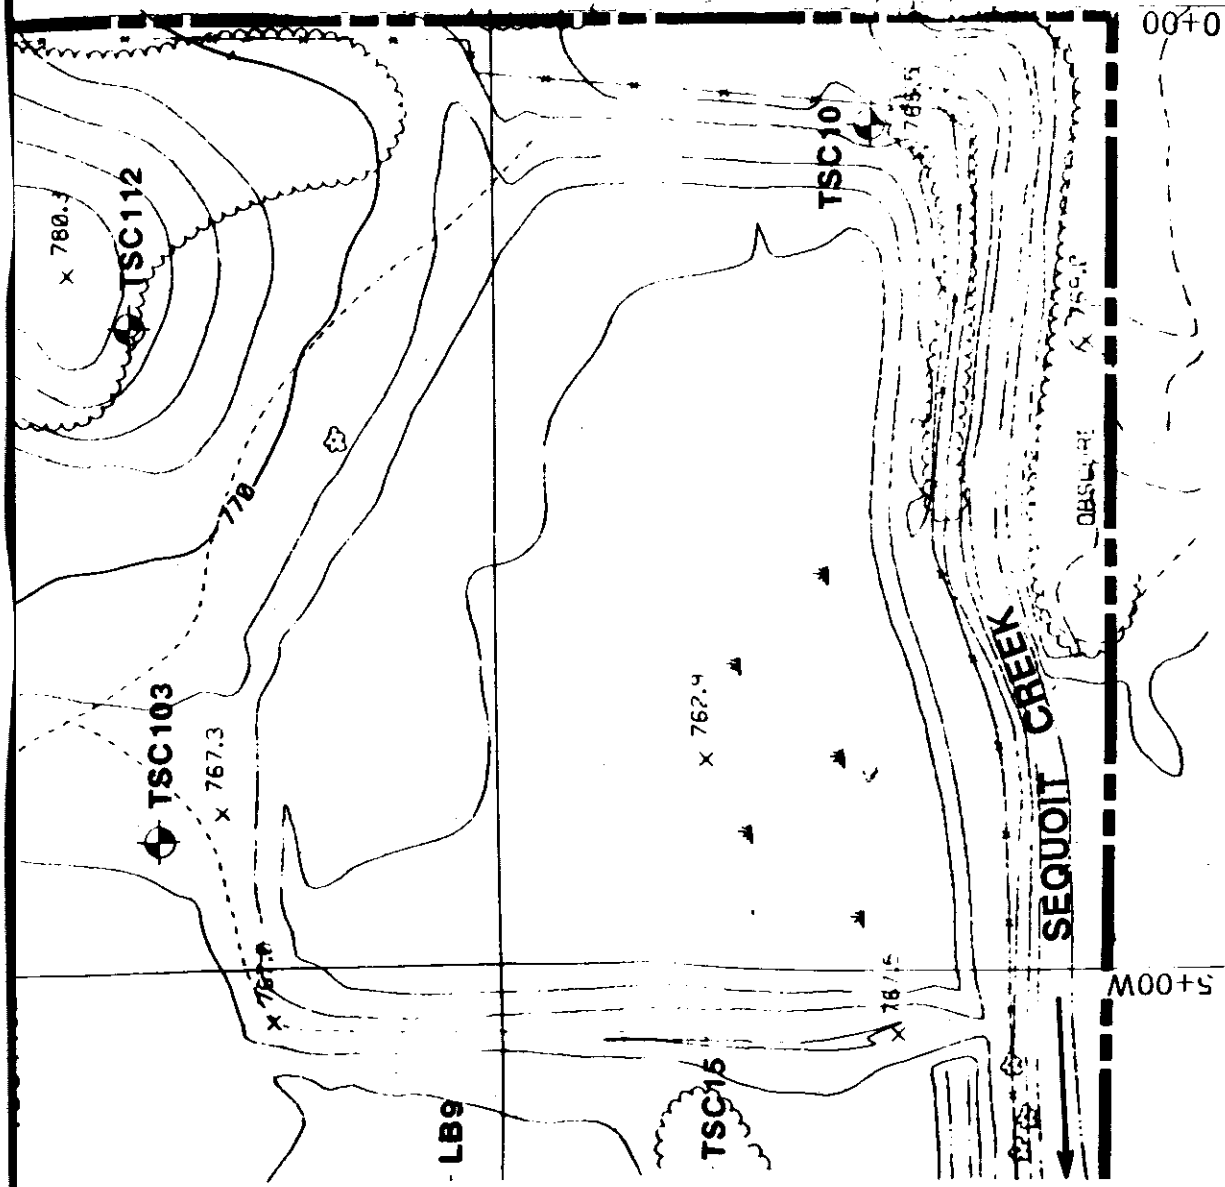 0+00
TSC10
TSC112
780.3
770
TSC103
767.3
762.9
SEQUOIT CREEK
5+00W
TSC15
LB9